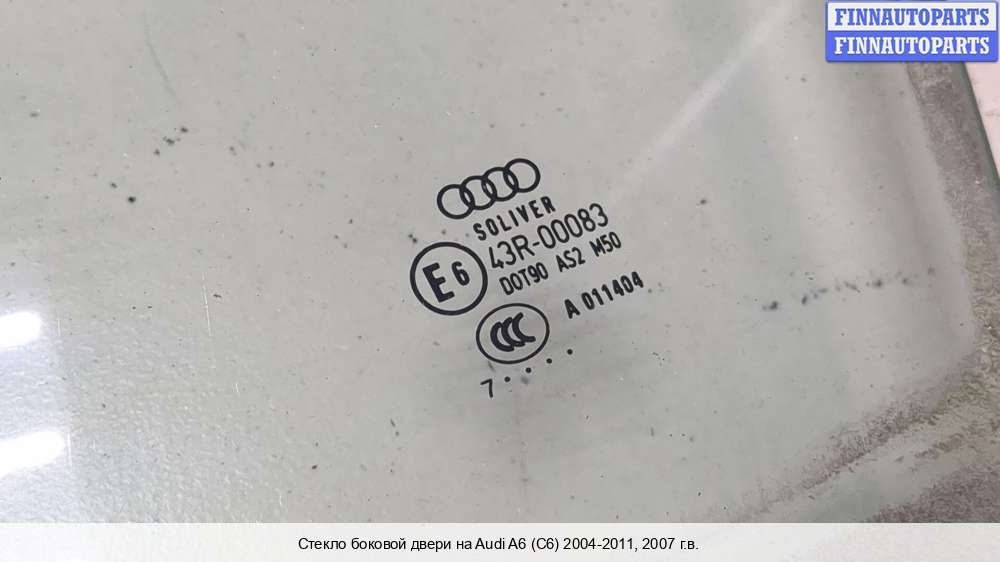 FINNAUTOPARTS
FINNAUTOPARTS
SOLIVER
43R-00083
E6
DOT90 AS2 M50
A 011404
CCC
7 • • • •
Стекло боковой двери на Audi A6 (C6) 2004-2011, 2007 г.в.